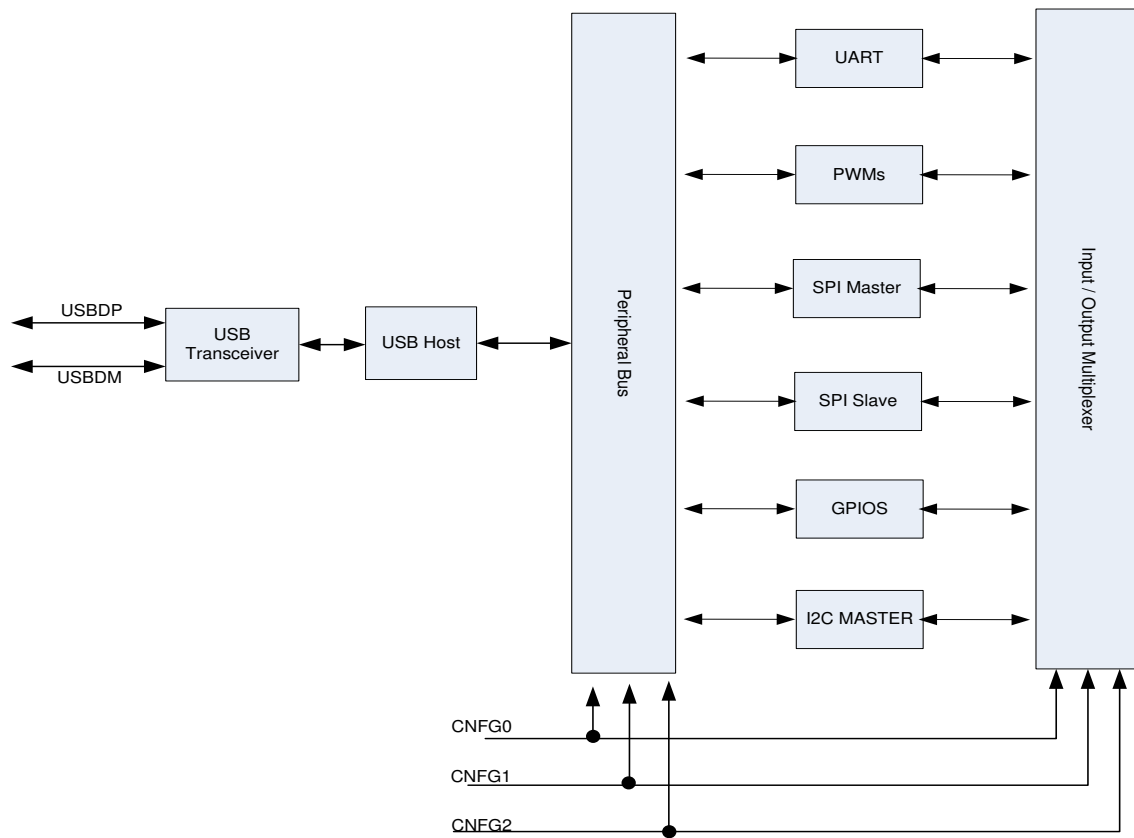 UART
PWMs
SPI Master
SPI Slave
GPIOS
I2C MASTER
Peripheral Bus
Input / Output Multiplexer
USBDP
USBDM
USB
Transceiver
USB Host
CNFG0
CNFG1
CNFG2